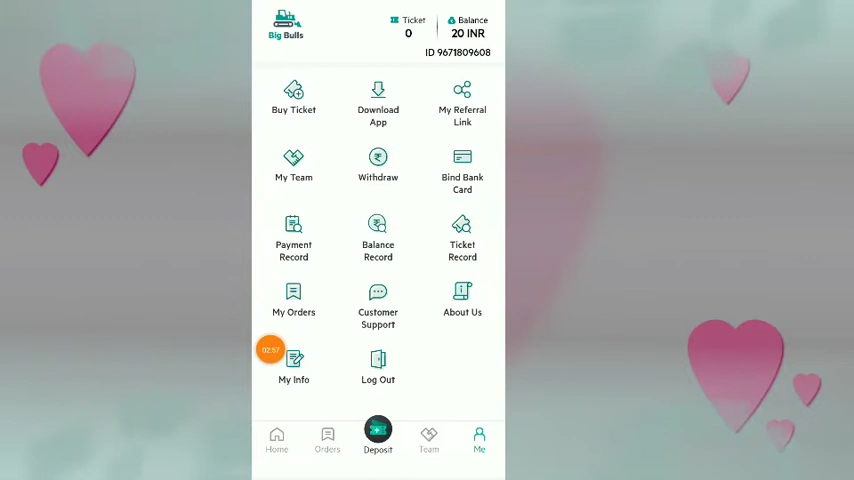 Big Bulls
Ticket
0
Balance
20 INR
ID 9671809608
Buy Ticket
Download
App
My Referral
Link
My Team
Withdraw
Bind Bank
Card
Payment
Record
Balance
Record
Ticket
Record
My Orders
Customer
Support
About Us
02:57
My Info
Log Out
Home
Orders
Deposit
Team
Me